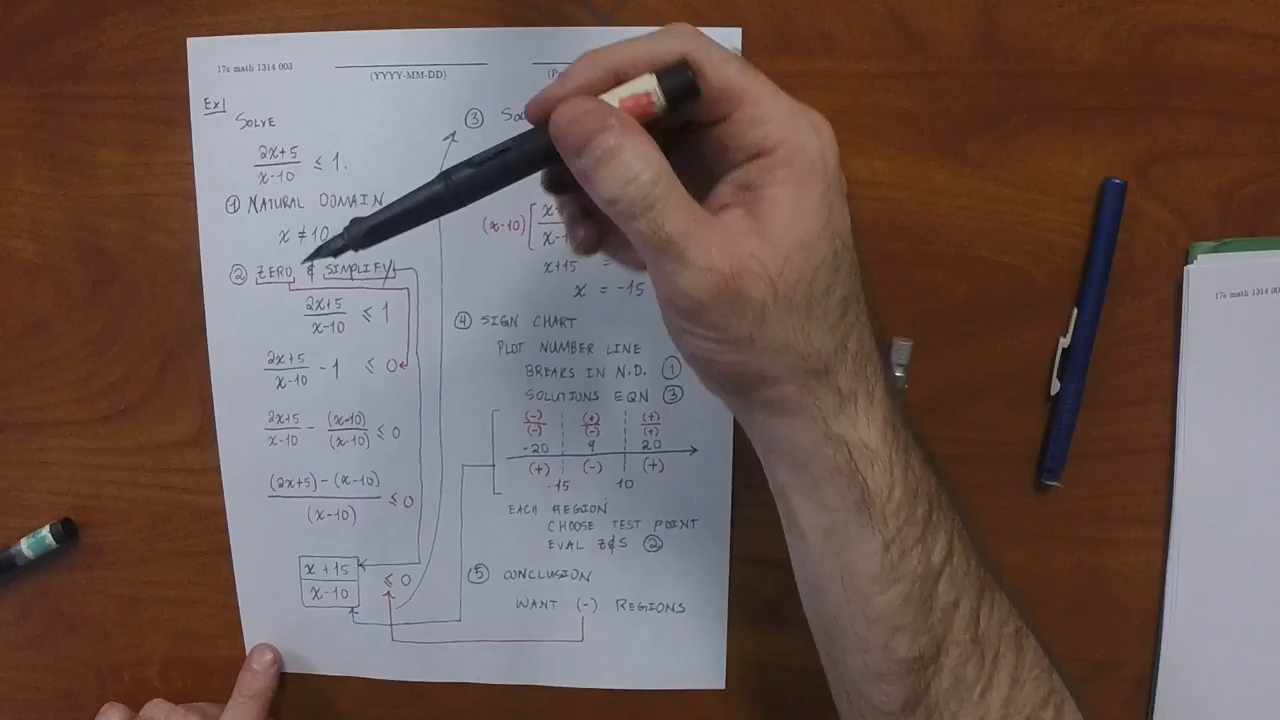 17s math 1314 003
(YYYY-MM-DD)
Ex1
SOLVE
2x+5
x-10 ≤ 1.
① NATURAL DOMAIN
x ≠ 10
② ZERO & SIMPLIFY
2x+5
x-10 ≤ 1
2x+5
x-10 - 1 ≤ 0
2x+5 (x-10)
x-10 - (x-10) ≤ 0
(2x+5) - (x-10)
(x-10) ≤ 0
x+15
x-10 ≤ 0
③
(x-10) [
x+15 =
x = -15
④ SIGN CHART
PLOT NUMBER LINE
BREAKS IN N.D. ①
SOLUTIONS EQN ③
(-) (+) (+)
(-) (-) (+)
-20 9 20
(+) (-) (+)
-15 10
EACH REGION
CHOOSE TEST POINT
EVAL Z&S ②
⑤ CONCLUSION
WANT (-) REGIONS
17s math 1314